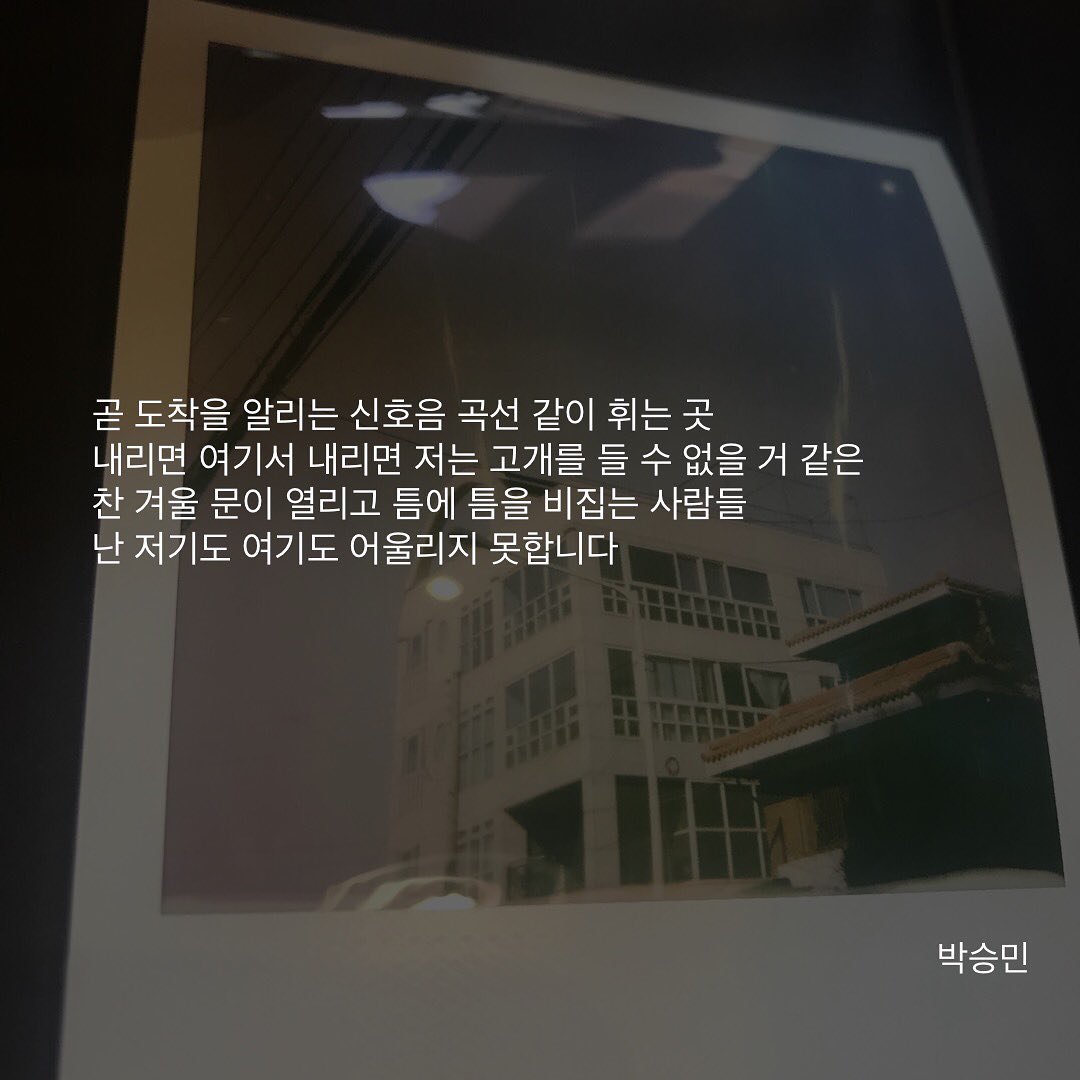 곧 도착을 알리는 신호음 곡선 같이 휘는 곳
내리면 여기서 내리면 저는 고개를 들 수 없을 거 같은
찬 겨울 문이 열리고 틈에 틈을 비집는 사람들
난 저기도 여기도 어울리지 못합니다
박승민